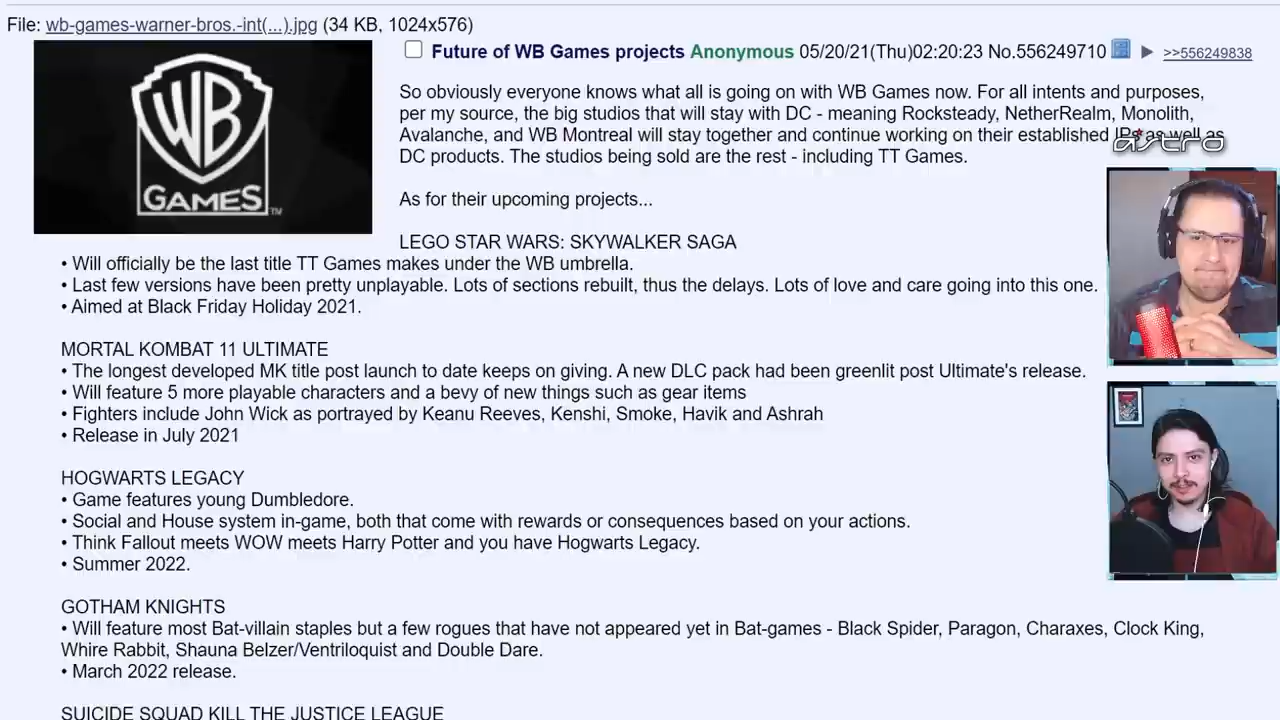 File: wb-games-warner-bros.-int(...).jpg (34 KB, 1024x576)
WB
GAMES
TM
Future of WB Games projects Anonymous 05/20/21(Thu)02:20:23 No.556249710 ▶ >>556249838
So obviously everyone knows what all is going on with WB Games now. For all intents and purposes,
per my source, the big studios that will stay with DC - meaning Rocksteady, NetherRealm, Monolith,
Avalanche, and WB Montreal will stay together and continue working on their established IPs as well as
astro
DC products. The studios being sold are the rest - including TT Games.
As for their upcoming projects...
LEGO STAR WARS: SKYWALKER SAGA
• Will officially be the last title TT Games makes under the WB umbrella.
• Last few versions have been pretty unplayable. Lots of sections rebuilt, thus the delays. Lots of love and care going into this one.
• Aimed at Black Friday Holiday 2021.
MORTAL KOMBAT 11 ULTIMATE
• The longest developed MK title post launch to date keeps on giving. A new DLC pack had been greenlit post Ultimate's release.
• Will feature 5 more playable characters and a bevy of new things such as gear items
• Fighters include John Wick as portrayed by Keanu Reeves, Kenshi, Smoke, Havik and Ashrah
• Release in July 2021
HOGWARTS LEGACY
• Game features young Dumbledore.
• Social and House system in-game, both that come with rewards or consequences based on your actions.
• Think Fallout meets WOW meets Harry Potter and you have Hogwarts Legacy.
• Summer 2022.
GOTHAM KNIGHTS
• Will feature most Bat-villain staples but a few rogues that have not appeared yet in Bat-games - Black Spider, Paragon, Charaxes, Clock King,
Whire Rabbit, Shauna Belzer/Ventriloquist and Double Dare.
• March 2022 release.
SUICIDE SQUAD KILL THE JUSTICE LEAGUE